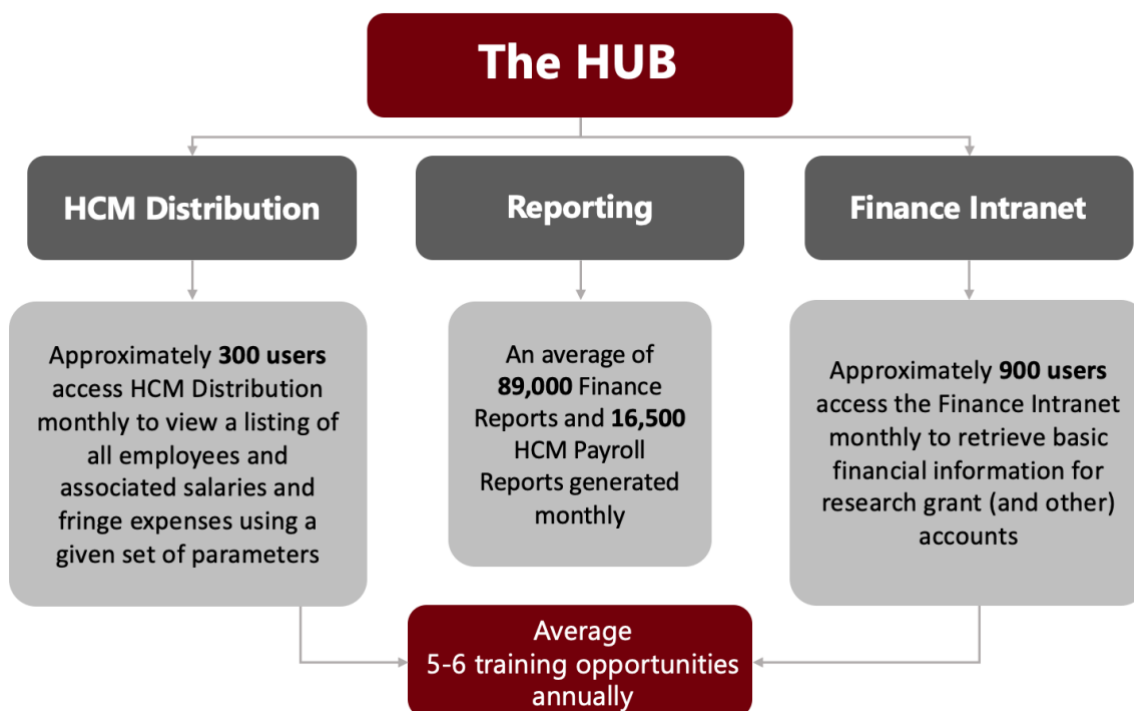 The HUB
HCM Distribution
Reporting
Finance Intranet
Approximately 300 users
access HCM Distribution
monthly to view a listing of
all employees and
associated salaries and
fringe expenses using a
given set of parameters
An average of
89,000 Finance
Reports and 16,500
HCM Payroll
Reports generated
monthly
Approximately 900 users
access the Finance Intranet
monthly to retrieve basic
financial information for
research grant (and other)
accounts
Average
5-6 training opportunities
annually